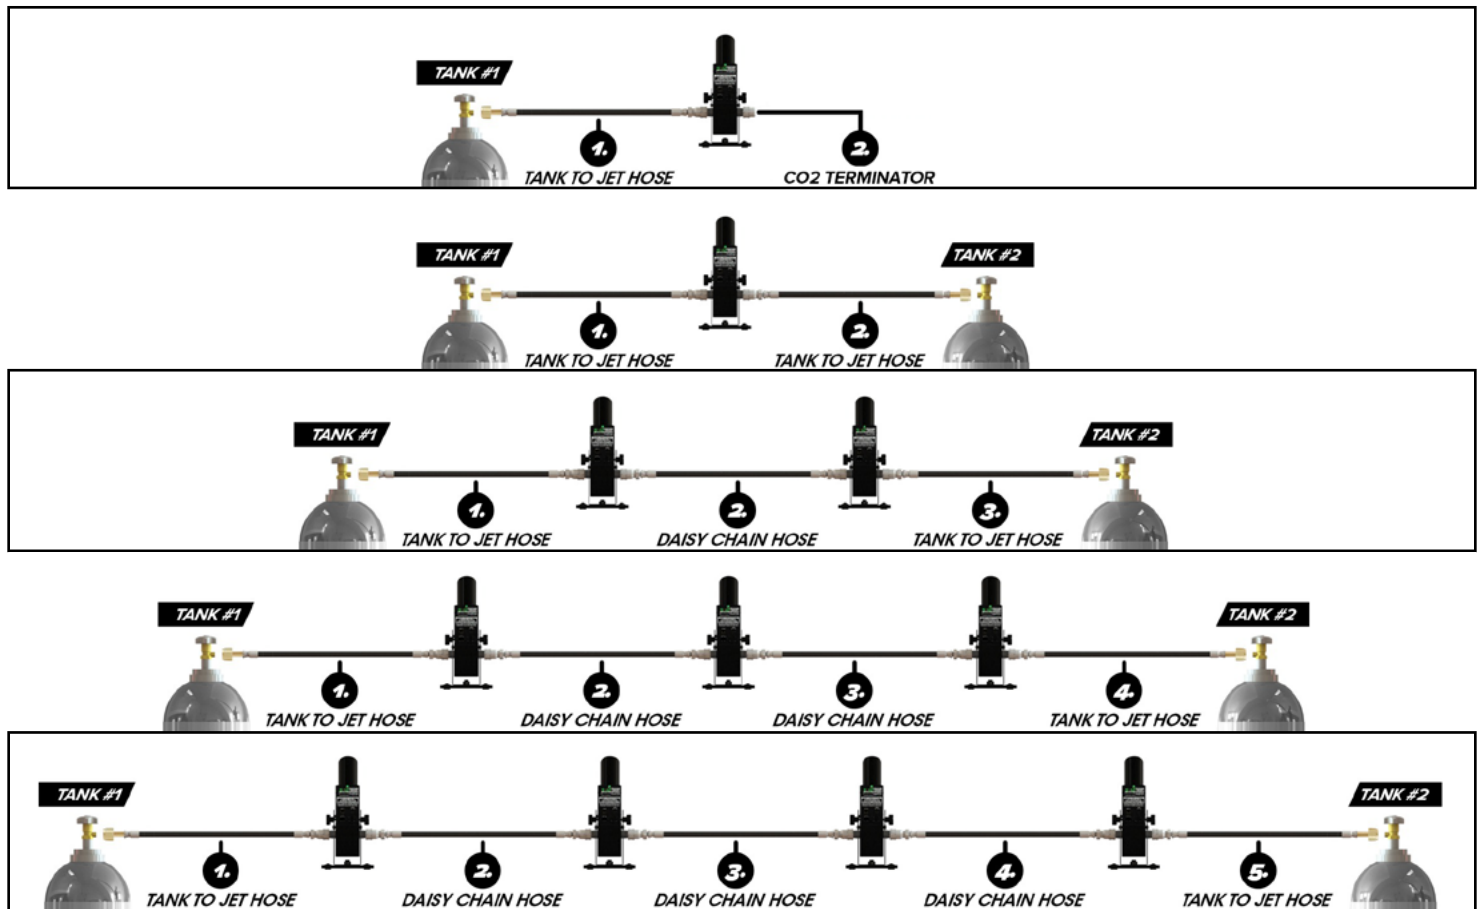 TANK #1
1.
2.
TANK TO JET HOSE
CO2 TERMINATOR
TANK #1
TANK #2
1.
2.
TANK TO JET HOSE
TANK TO JET HOSE
TANK #1
TANK #2
1.
2.
3.
TANK TO JET HOSE
DAISY CHAIN HOSE
TANK TO JET HOSE
TANK #1
TANK #2
1.
2.
3.
4.
TANK TO JET HOSE
DAISY CHAIN HOSE
DAISY CHAIN HOSE
TANK TO JET HOSE
TANK #1
TANK #2
1.
2.
3.
4.
5.
TANK TO JET HOSE
DAISY CHAIN HOSE
DAISY CHAIN HOSE
DAISY CHAIN HOSE
TANK TO JET HOSE